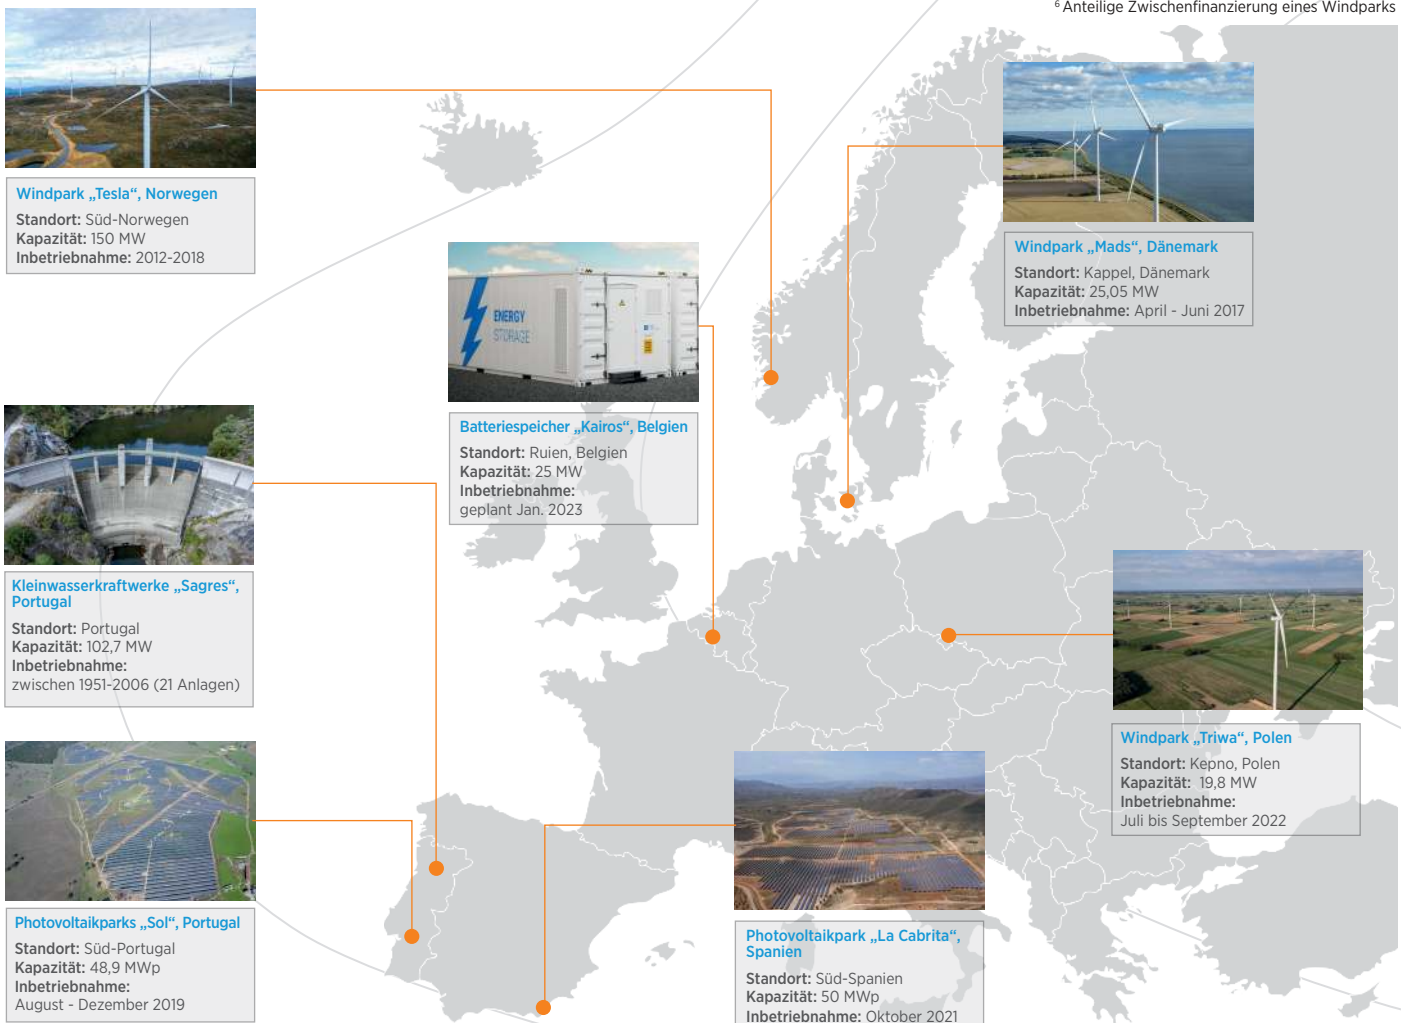 ⁶ Anteilige Zwischenfinanzierung eines Windparks
Windpark „Tesla“, Norwegen
Standort: Süd-Norwegen
Kapazität: 150 MW
Inbetriebnahme: 2012-2018
Windpark „Mads“, Dänemark
Standort: Kappel, Dänemark
Kapazität: 25,05 MW
Inbetriebnahme: April - Juni 2017
ENERGY
STORAGE
Batteriespeicher „Kairos“, Belgien
Standort: Ruien, Belgien
Kapazität: 25 MW
Inbetriebnahme:
geplant Jan. 2023
Kleinwasserkraftwerke „Sagres“,
Portugal
Standort: Portugal
Kapazität: 102,7 MW
Inbetriebnahme:
zwischen 1951-2006 (21 Anlagen)
Windpark „Triwa“, Polen
Standort: Kepno, Polen
Kapazität: 19,8 MW
Inbetriebnahme:
Juli bis September 2022
Photovoltaikparks „Sol“, Portugal
Standort: Süd-Portugal
Kapazität: 48,9 MWp
Inbetriebnahme:
August - Dezember 2019
Photovoltaikpark „La Cabrita“,
Spanien
Standort: Süd-Spanien
Kapazität: 50 MWp
Inbetriebnahme: Oktober 2021